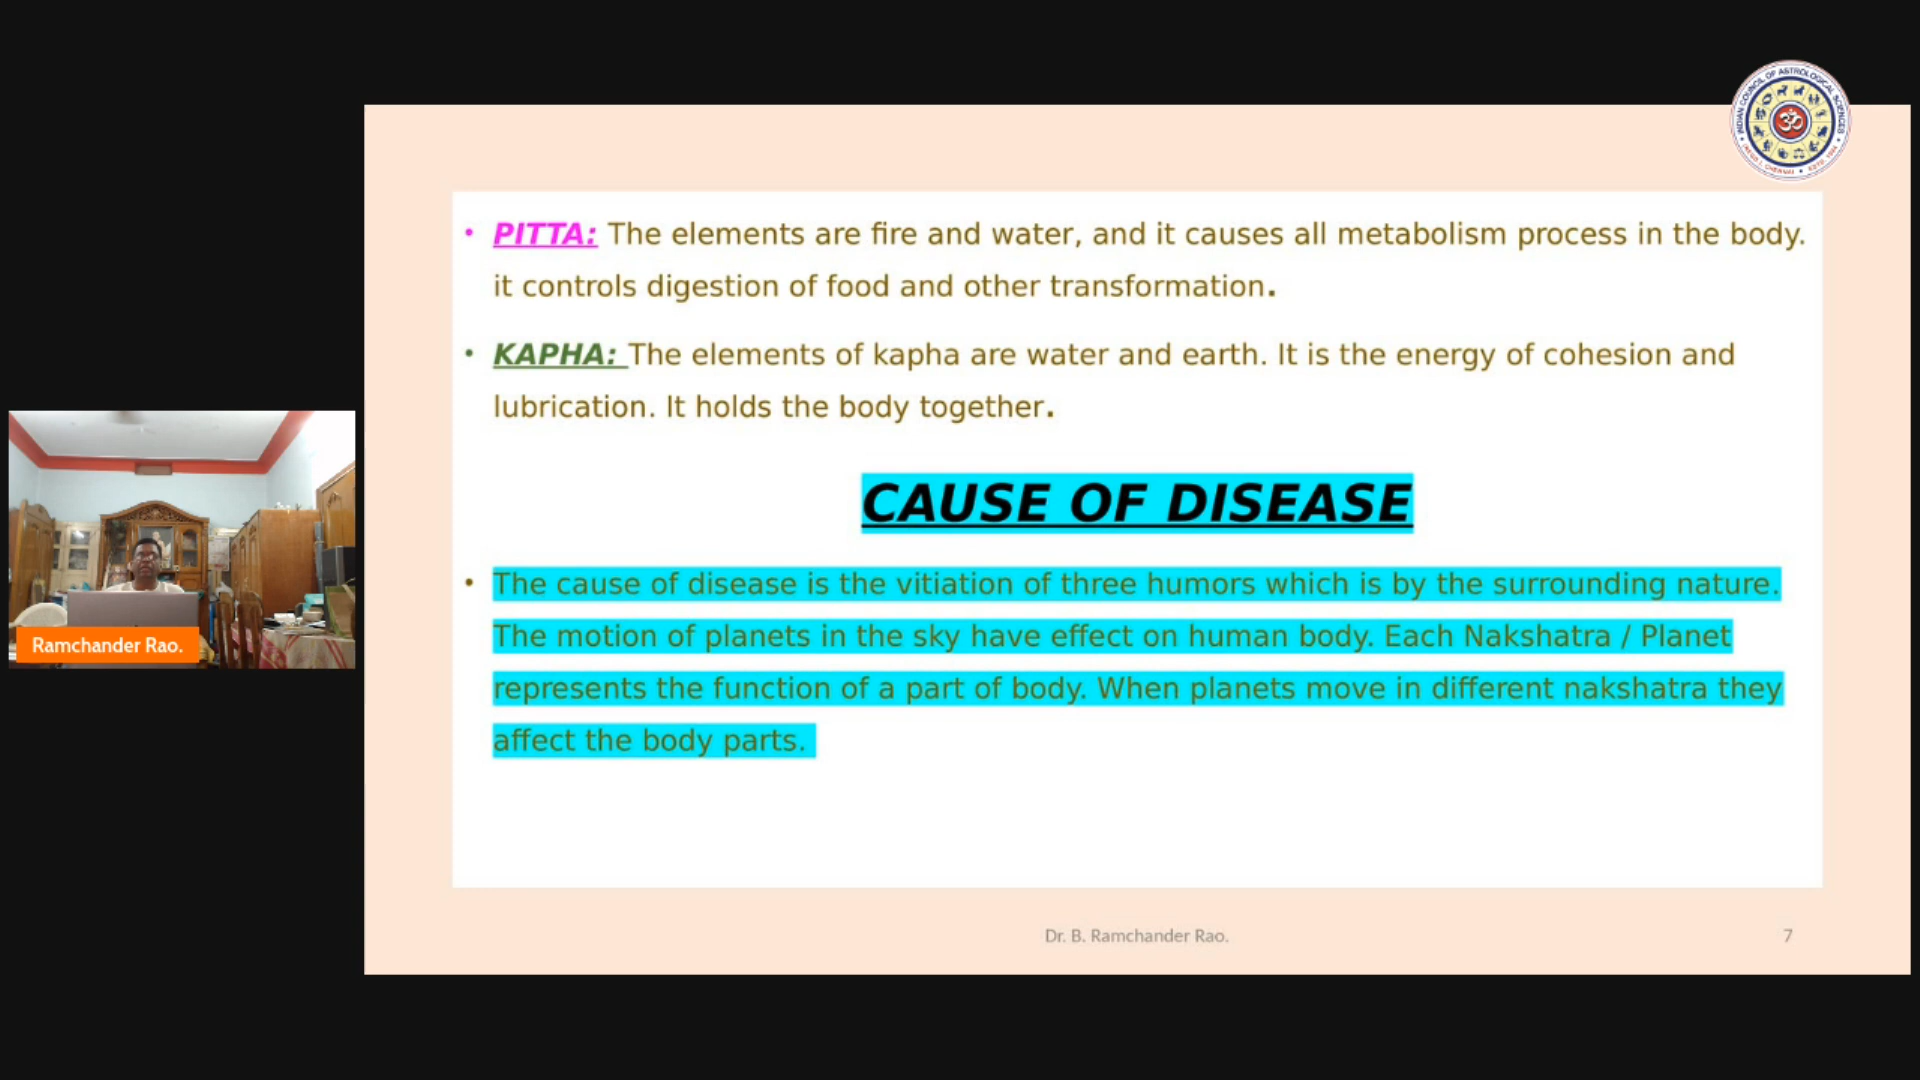 INDIAN COUNCIL OF ASTROLOGICAL SCIENCES
• PITTA: The elements are fire and water, and it causes all metabolism process in the body.
it controls digestion of food and other transformation.
• KAPHA: The elements of kapha are water and earth. It is the energy of cohesion and
lubrication. It holds the body together.
CAUSE OF DISEASE
• The cause of disease is the vitiation of three humors which is by the surrounding nature.
The motion of planets in the sky have effect on human body. Each Nakshatra / Planet
represents the function of a part of body. When planets move in different nakshatra they
affect the body parts.
Ramchander Rao.
Dr. B. Ramchander Rao.
7